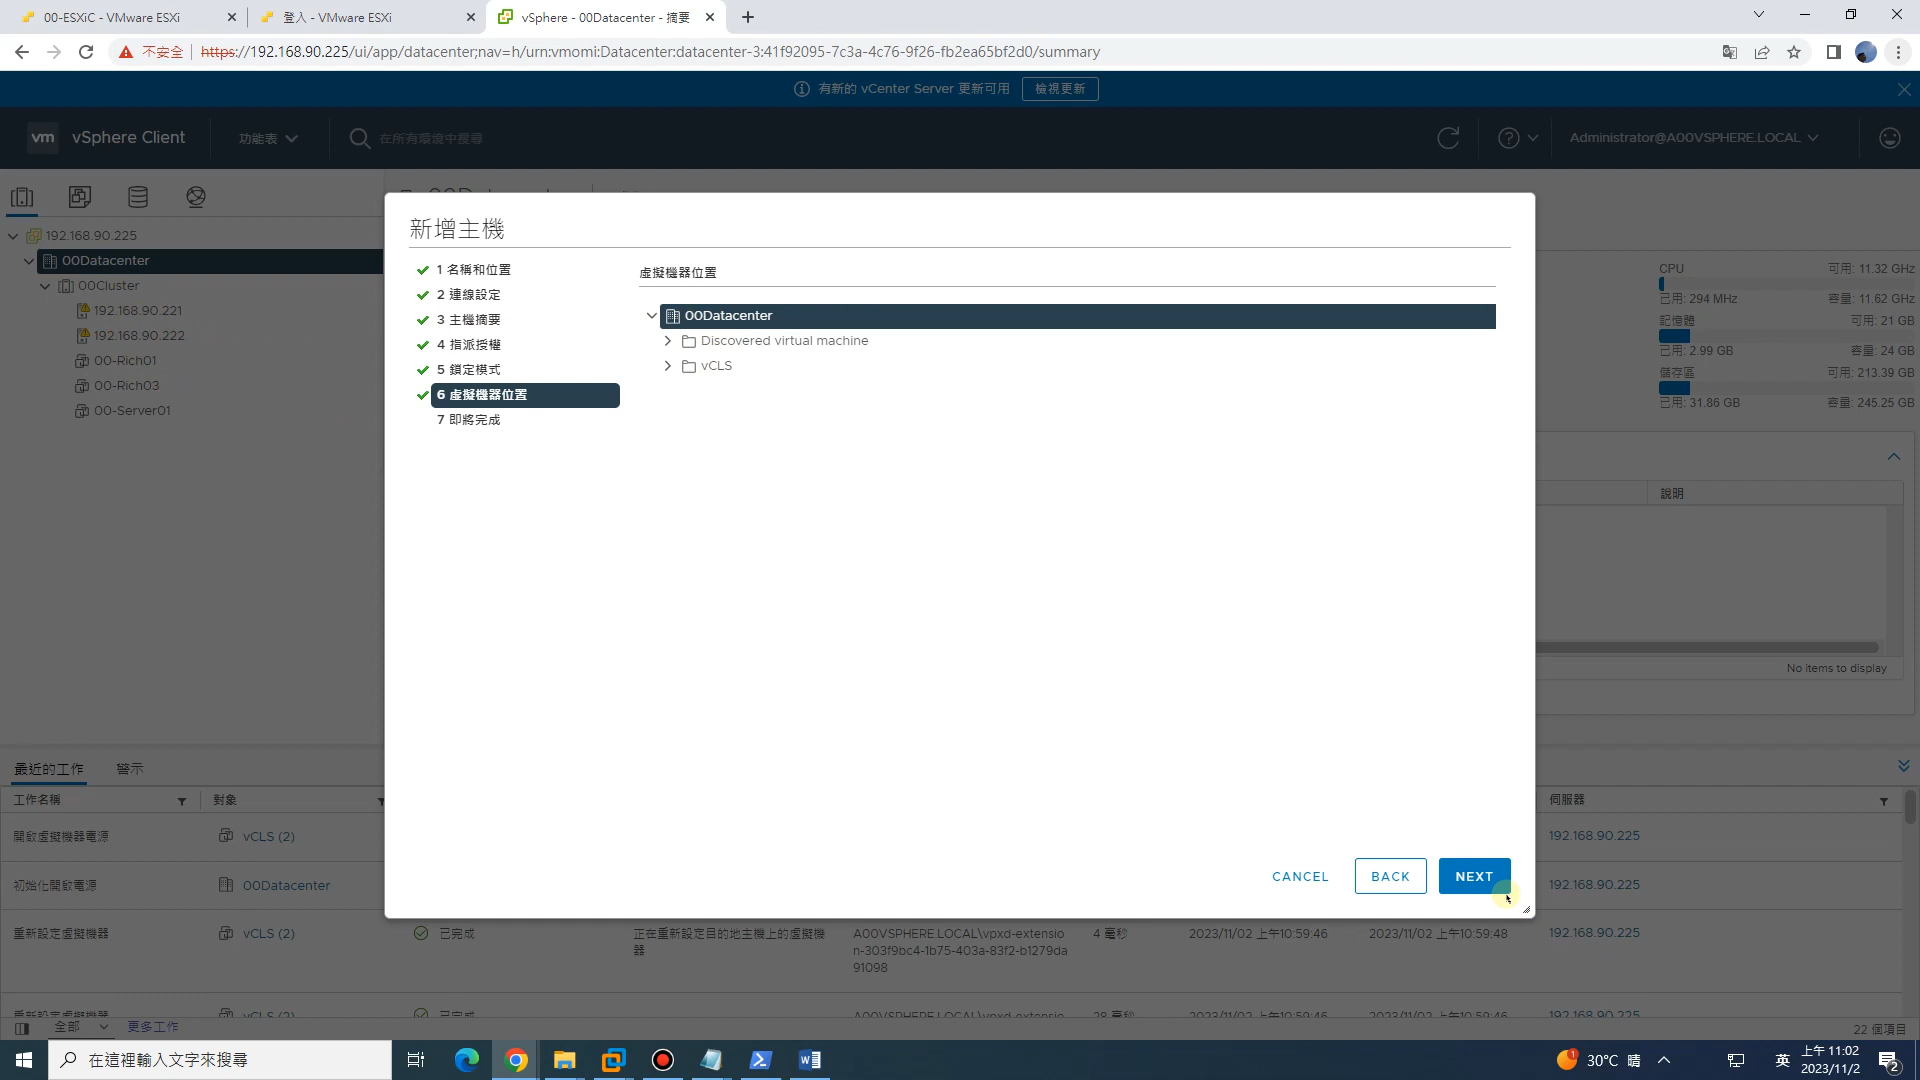 00-ESXiC - VMware ESXi
登入 - VMware ESXi
vSphere - 00Datacenter - 摘要
不安全
https://192.168.90.225/ui/app/datacenter;nav=h/urn:vmomi:Datacenter:datacenter-3:41f92095-7c3a-4c76-9f26-fb2ea65bf2d0/summary
有新的 vCenter Server 更新可用
檢視更新
vm
vSphere Client
功能表
在所有環境中搜尋
Administrator@A00VSPHERE.LOCAL
192.168.90.225
00Datacenter
00Cluster
192.168.90.221
192.168.90.222
00-Rich01
00-Rich03
00-Server01
新增主機
1 名稱和位置
2 連線設定
3 主機摘要
4 指派授權
5 鎖定模式
6 虛擬機器位置
7 即將完成
虛擬機器位置
00Datacenter
Discovered virtual machine
vCLS
CANCEL
BACK
NEXT
CPU
可用: 11.32 GHz
已用: 294 MHz
容量: 11.62 GHz
記憶體
可用: 21 GB
已用: 2.99 GB
容量: 24 GB
儲存區
可用: 213.39 GB
已用: 31.86 GB
容量: 245.25 GB
說明
No items to display
最近的工作
警示
工作名稱
對象
伺服器
開啟虛擬機器電源
vCLS (2)
192.168.90.225
初始化開啟電源
00Datacenter
192.168.90.225
重新設定虛擬機器
vCLS (2)
已完成
正在重新設定目的地主機上的虛擬機
器
A00VSPHERE.LOCAL\vpxd-extensio
n-303f9bc4-1b75-403a-83f2-b1279da
91098
4 毫秒
2023/11/02 上午10:59:46
2023/11/02 上午10:59:48
192.168.90.225
重新設定虛擬機器
vCLS (2)
已完成
A00VSPHERE.LOCAL\vpxd-extensio
28 毫秒
2023/11/02 上午10:59:46
2023/11/02 上午10:59:46
192.168.90.225
全部
更多工作
22 個項目
在這裡輸入文字來搜尋
1
30°C 晴
英
上午 11:02
2023/11/2
2